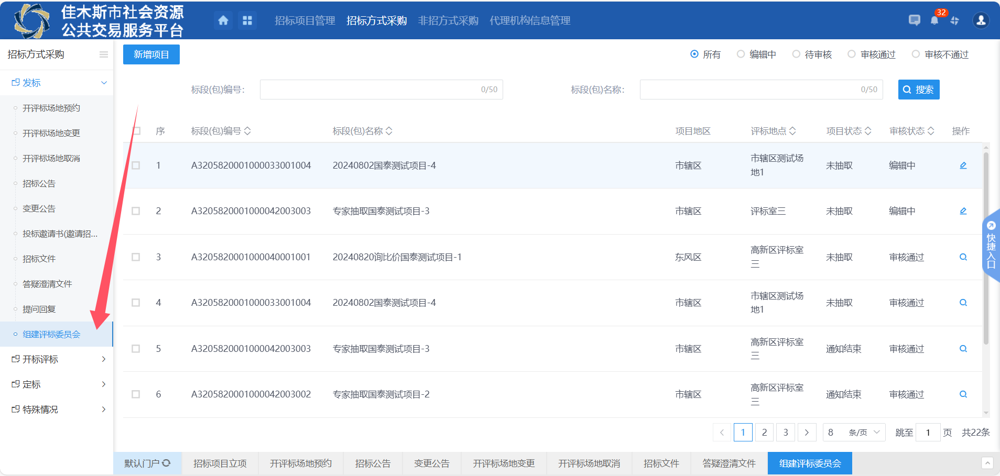 佳木斯市社会资源
公共交易服务平台
招标项目管理 招标方式采购 非招方式采购 代理机构信息管理
32
招标方式采购
新增项目
所有 编辑中 待审核 审核通过 审核不通过
发标
标段(包)编号： 0/50 标段(包)名称： 0/50 搜索
开评标场地预约
开评标场地变更
开评标场地取消
招标公告
变更公告
投标邀请书(邀请招...
招标文件
答疑澄清文件
提问回复
组建评标委员会
开标评标
定标
特殊情况
序 标段(包)编号 标段(包)名称 项目地区 评标地点 项目状态 审核状态 操作
1 A3205820001000033001004 20240802国泰测试项目-4 市辖区 市辖区测试场
地1 未抽取 编辑中
2 A3205820001000042003003 专家抽取国泰测试项目-3 市辖区 评标室三 未抽取 编辑中
3 A3205820001000040001001 20240820询比价国泰测试项目-1 东风区 高新区评标室
三 未抽取 审核通过
4 A3205820001000033001004 20240802国泰测试项目-4 市辖区 市辖区测试场
地1 未抽取 审核通过
5 A3205820001000042003003 专家抽取国泰测试项目-3 市辖区 高新区评标室
三 通知结束 审核通过
6 A3205820001000042003002 专家抽取国泰测试项目-2 市辖区 高新区评标室
三 通知结束 审核通过
快捷入口
1 2 3 8 条/页 跳至 1 页 共22条
默认门户 招标项目立项 开评标场地预约 招标公告 变更公告 开评标场地变更 开评标场地取消 招标文件 答疑澄清文件 组建评标委员会